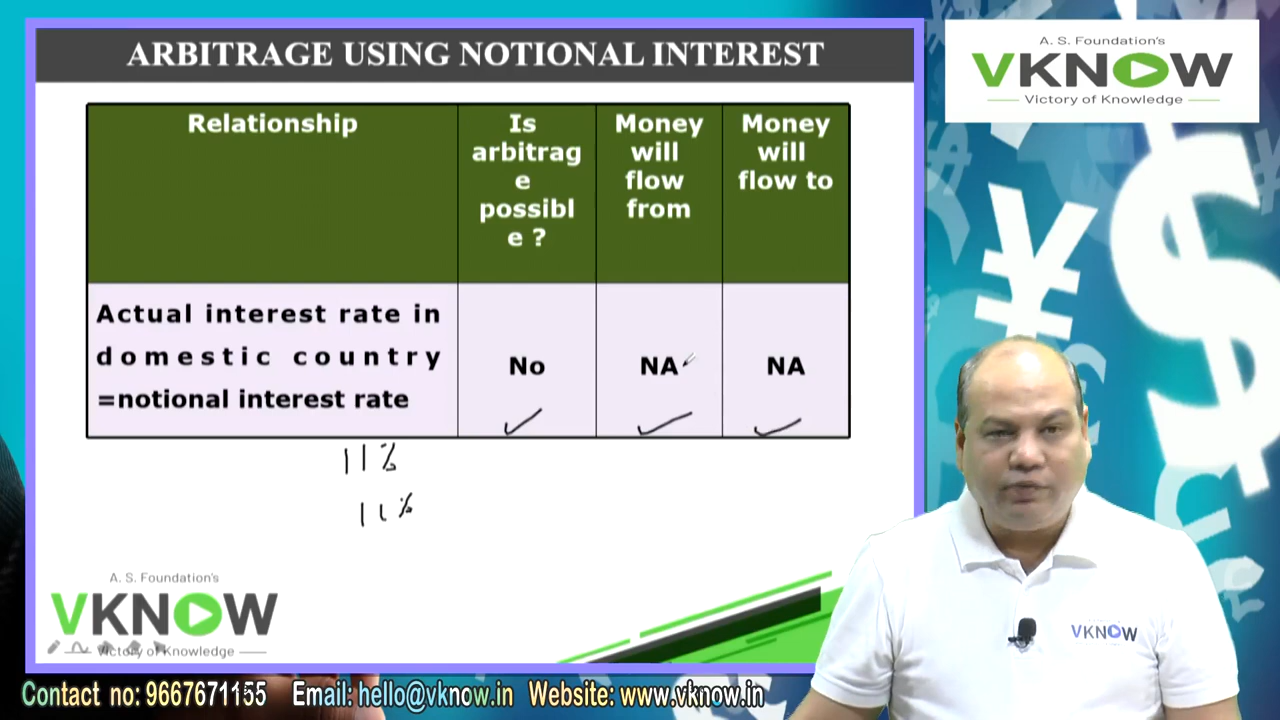 ARBITRAGE USING NOTIONAL INTEREST
A. S. Foundation's
VKNOW
Victory of Knowledge
Relationship
Is
arbitrag
e
possibl
e ?
Money
will
flow
from
Money
will
flow to
Actual interest rate in
domestic country
=notional interest rate
No
NA
NA
11%
11%
A. S. Foundation's
VKNOW
Victory of Knowledge
VKNOW
Contact no: 9667671155 Email: hello@vknow.in Website: www.vknow.in